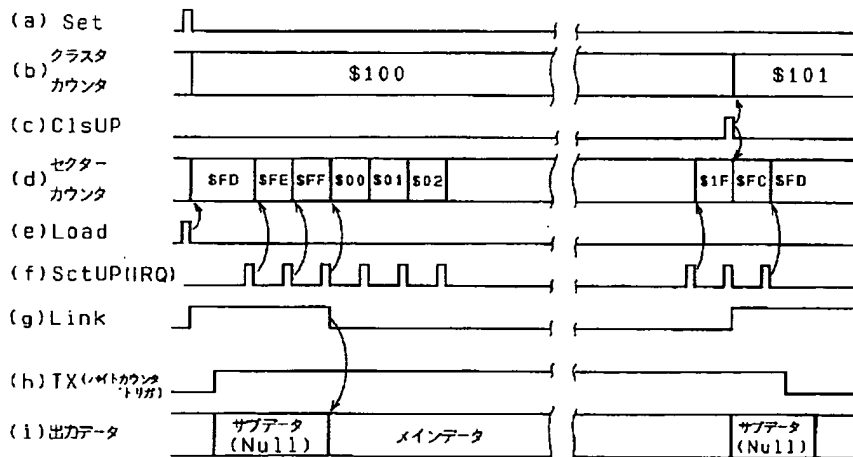 (a) Set
(b) クラスタ
カウンタ
$100
$101
(c) ClsUP
(d) セクター
カウンタ
$FD $FE $FF $00 $01 $02
$1F $FC $FD
(e) Load
(f) SctUP(IRQ)
(g) Link
(h) TX(バイトカウンタ
トリガ)
(i) 出力データ
サブデータ
(Null)
メインデータ
サブデータ
(Null)